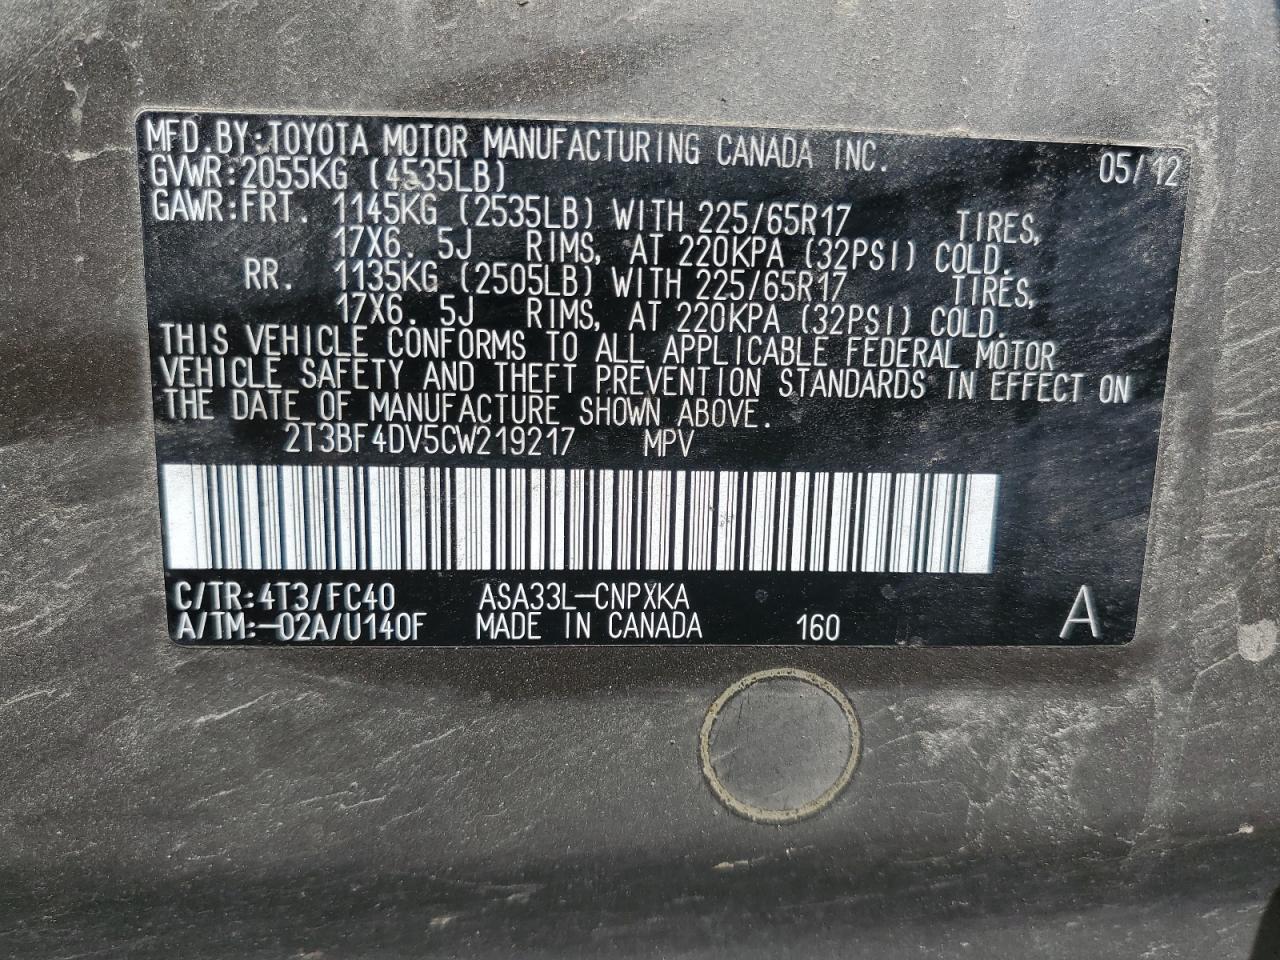 MFD.BY:TOYOTA MOTOR MANUFACTURING CANADA INC. 05/12
GVWR:2055KG (4535LB)
GAWR:FRT. 1145KG (2535LB) WITH 225/65R17 TIRES,
17X6. 5J RIMS, AT 220KPA (32PSI) COLD.
RR. 1135KG (2505LB) WITH 225/65R17 TIRES,
17X6. 5J RIMS, AT 220KPA (32PSI) COLD.
THIS VEHICLE CONFORMS TO ALL APPLICABLE FEDERAL MOTOR
VEHICLE SAFETY AND THEFT PREVENTION STANDARDS IN EFFECT ON
THE DATE OF MANUFACTURE SHOWN ABOVE.
2T3BF4DV5CW219217 MPV
C/TR:4T3/FC40 ASA33L-CNPXKA
A/TM:-02A/U140F MADE IN CANADA 160 A